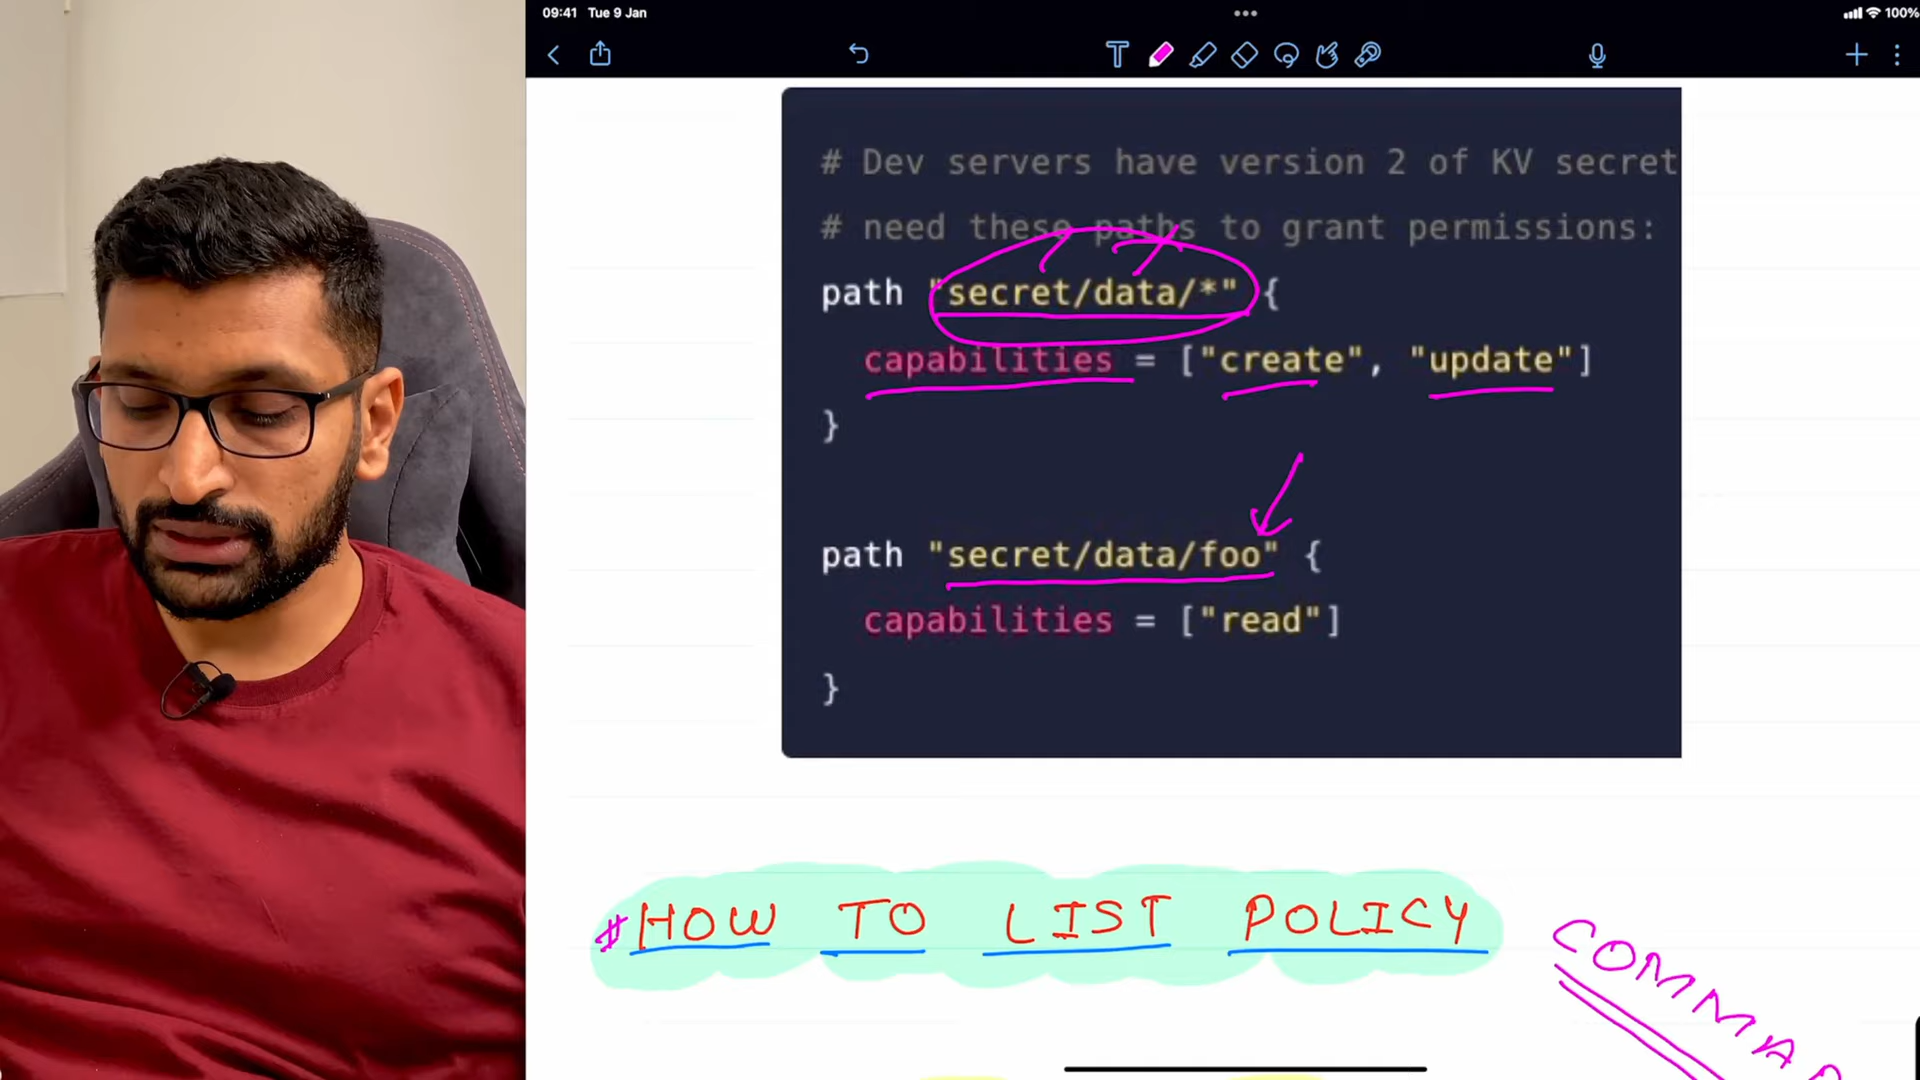 09:41 Tue 9 Jan
100%
T
# Dev servers have version 2 of KV secret
# need these paths to grant permissions:
path "secret/data/*" {
capabilities = ["create", "update"]
}
path "secret/data/foo" {
capabilities = ["read"]
}
# HOW TO LIST POLICY